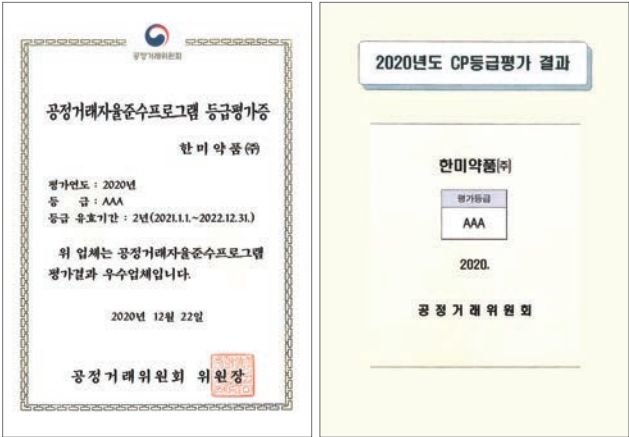 공정거래위원회
공정거래자율준수프로그램 등급평가증
한미약품㈜
평가연도 : 2020년
등 급 : AAA
등급 유효기간 : 2년(2021.1.1.~2022.12.31.)
위 업체는 공정거래자율준수프로그램
평가결과 우수업체입니다.
2020년 12월 22일
공정거래위원회 위원장
2020년도 CP등급평가 결과
한미약품㈜
평가등급
AAA
2020.
공정거래위원회